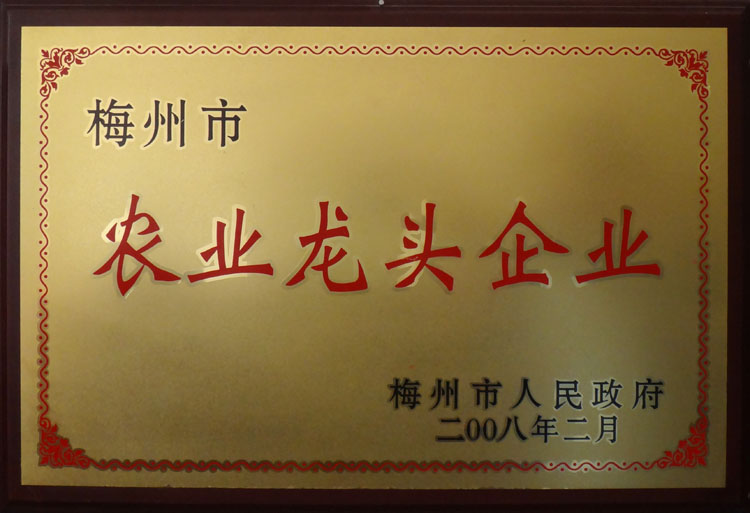 梅州市
农业龙头企业
梅州市人民政府
二00八年二月